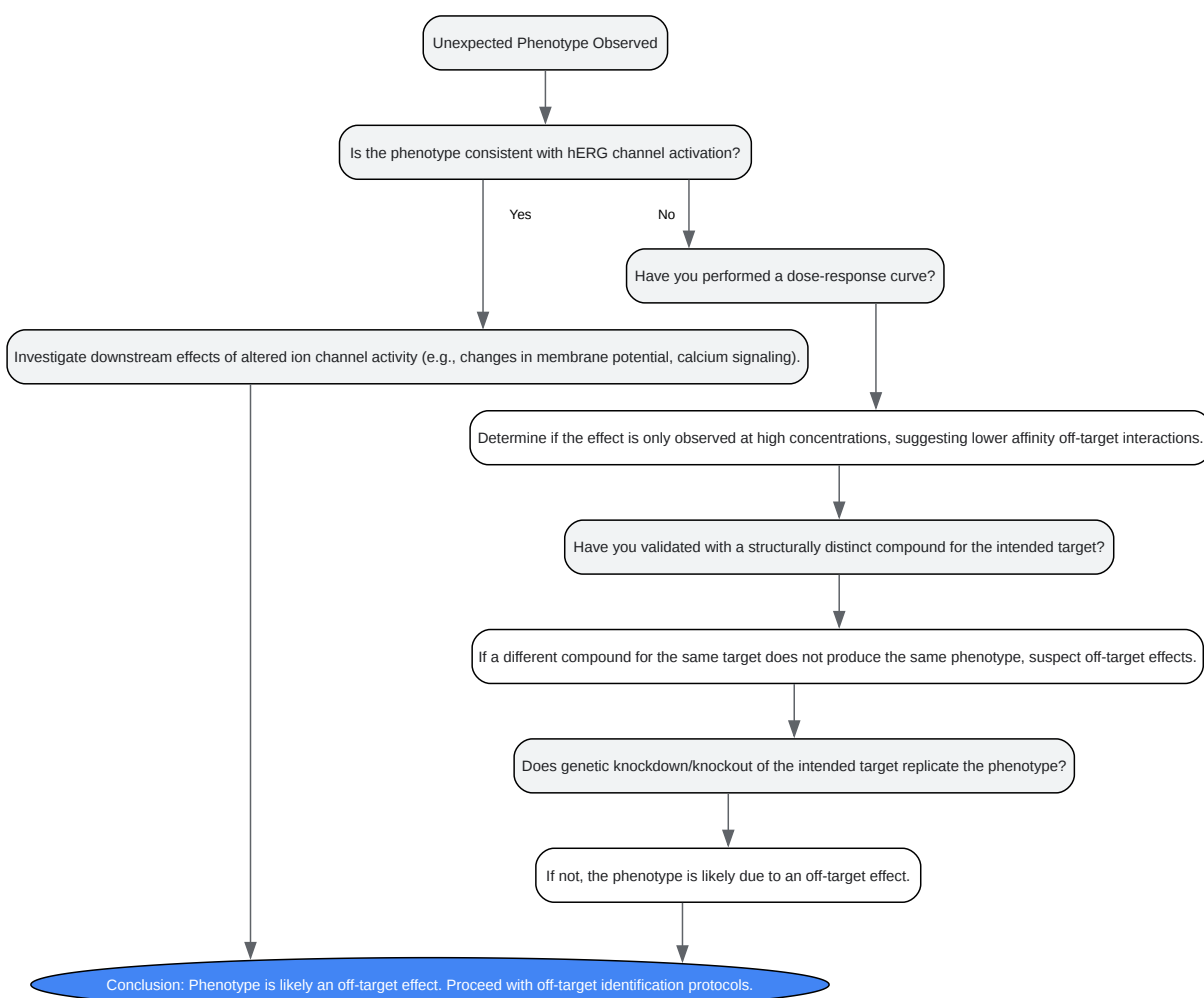 Unexpected Phenotype Observed
Is the phenotype consistent with hERG channel activation?
Yes
No
Have you performed a dose-response curve?
Investigate downstream effects of altered ion channel activity (e.g., changes in membrane potential, calcium signaling).
Determine if the effect is only observed at high concentrations, suggesting lower affinity off-target interactions.
Have you validated with a structurally distinct compound for the intended target?
If a different compound for the same target does not produce the same phenotype, suspect off-target effects.
Does genetic knockdown/knockout of the intended target replicate the phenotype?
If not, the phenotype is likely due to an off-target effect.
Conclusion: Phenotype is likely an off-target effect. Proceed with off-target identification protocols.